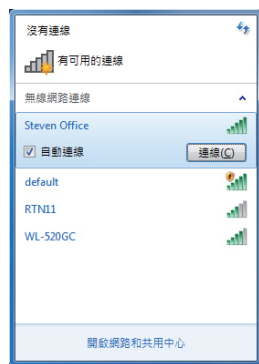 沒有連線
有可用的連線
無線網路連線
Steven Office
自動連線
連線(C)
default
RTN11
WL-520GC
開啟網路和共用中心